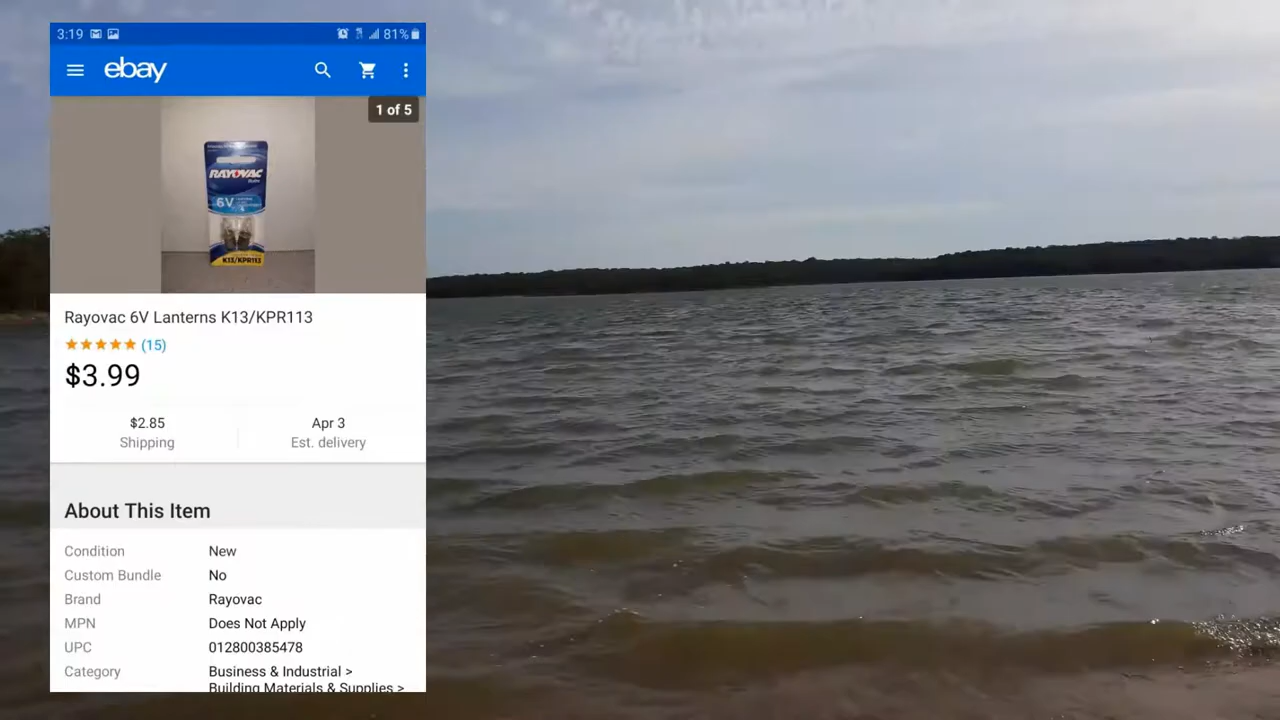 3:19
81%
ebay
1 of 5
RAYOVAC
6V
K13/KPR113
Rayovac 6V Lanterns K13/KPR113
(15)
$3.99
$2.85
Shipping
Apr 3
Est. delivery
About This Item
Condition New
Custom Bundle No
Brand Rayovac
MPN Does Not Apply
UPC 012800385478
Category Business & Industrial >
Building Materials & Supplies >